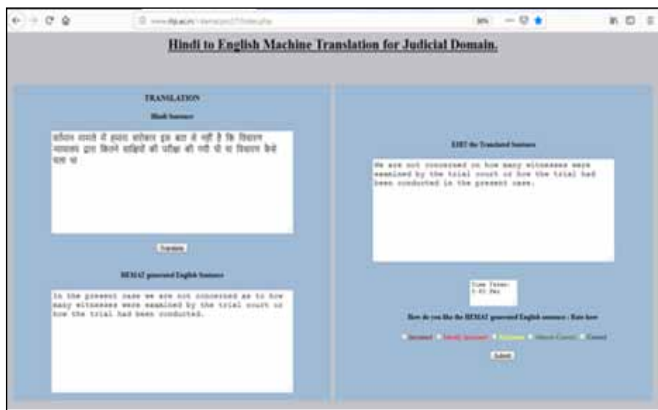 Hindi to English Machine Translation for Judicial Domain.
TRANSLATION
Hindi Sentence
वर्तमान मामले में हमारा सरोकार इस बात से नहीं है कि विचारण
न्यायालय द्वारा कितने साक्षियों की परीक्षा की गयी थी या विचारण कैसे
चला था
Translate
HEMAT generated English Sentence
In the present case we are not concerned as to how
many witnesses were examined by the trial court or
how the trial had been conducted.
EDIT the Translated Sentence
We are not concerned on how many witnesses were
examined by the trial court or how the trial had
been conducted in the present case.
Time Taken:
How do you like the HEMAT generated English sentence : Rate here
Submit